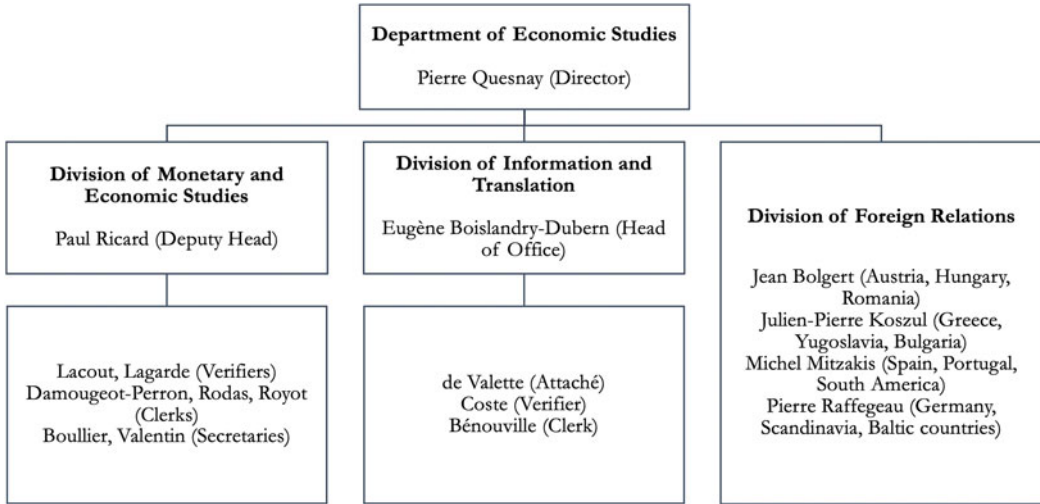 Department of Economic Studies
Pierre Quesnay (Director)
Division of Monetary and
Economic Studies
Paul Ricard (Deputy Head)
Division of Information and
Translation
Eugène Boislandry-Dubern (Head
of Office)
Division of Foreign Relations
Jean Bolgert (Austria, Hungary,
Romania)
Julien-Pierre Koszul (Greece,
Yugoslavia, Bulgaria)
Michel Mitzakis (Spain, Portugal,
South America)
Pierre Raffegeau (Germany,
Scandinavia, Baltic countries)
Lacout, Lagarde (Verifiers)
Damougeot-Perron, Rodas, Royot
(Clerks)
Boullier, Valentin (Secretaries)
de Valette (Attaché)
Coste (Verifier)
Bénouville (Clerk)